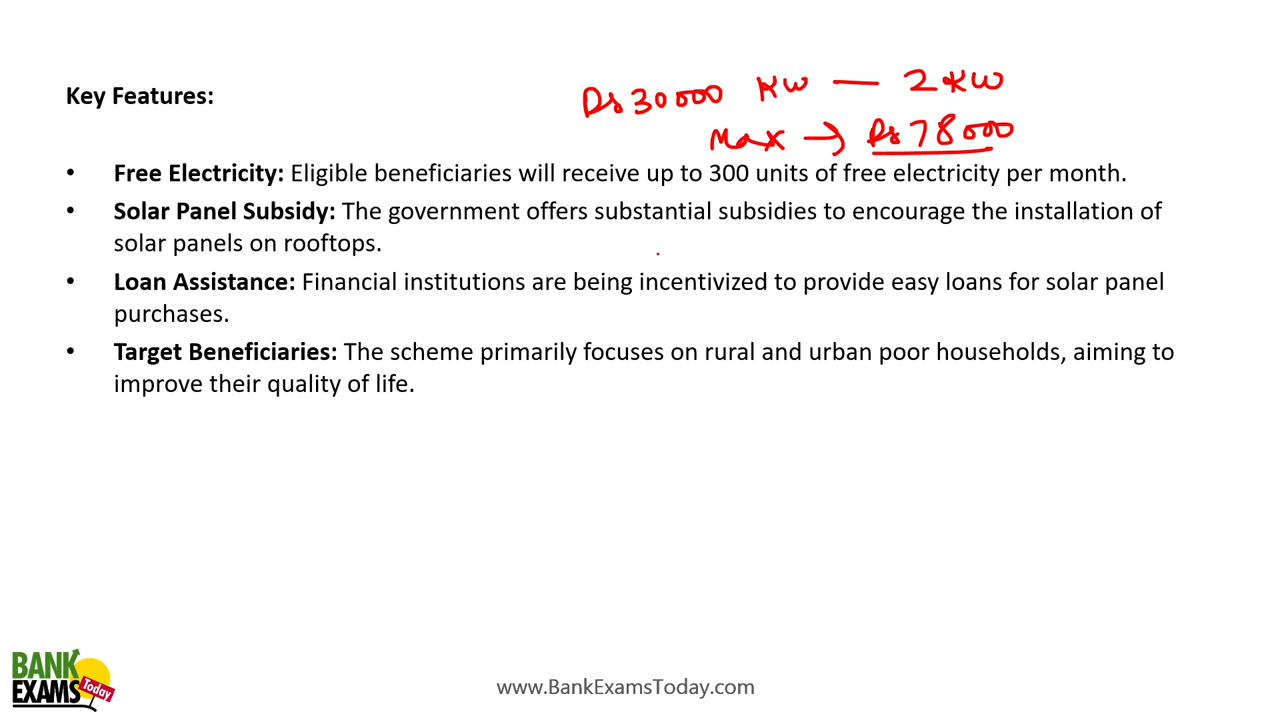 Rs 30000 KW — 2 KW
Key Features:
Max → Rs 78000
• Free Electricity: Eligible beneficiaries will receive up to 300 units of free electricity per month.
• Solar Panel Subsidy: The government offers substantial subsidies to encourage the installation of
solar panels on rooftops.
• Loan Assistance: Financial institutions are being incentivized to provide easy loans for solar panel
purchases.
• Target Beneficiaries: The scheme primarily focuses on rural and urban poor households, aiming to
improve their quality of life.
BANK
EXAMS
Today
www.BankExamsToday.com